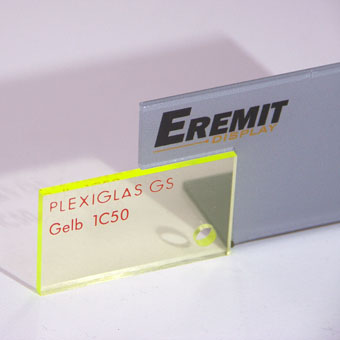 EREMIT
DISPLAY
PLEXIGLAS GS
Gelb 1C50